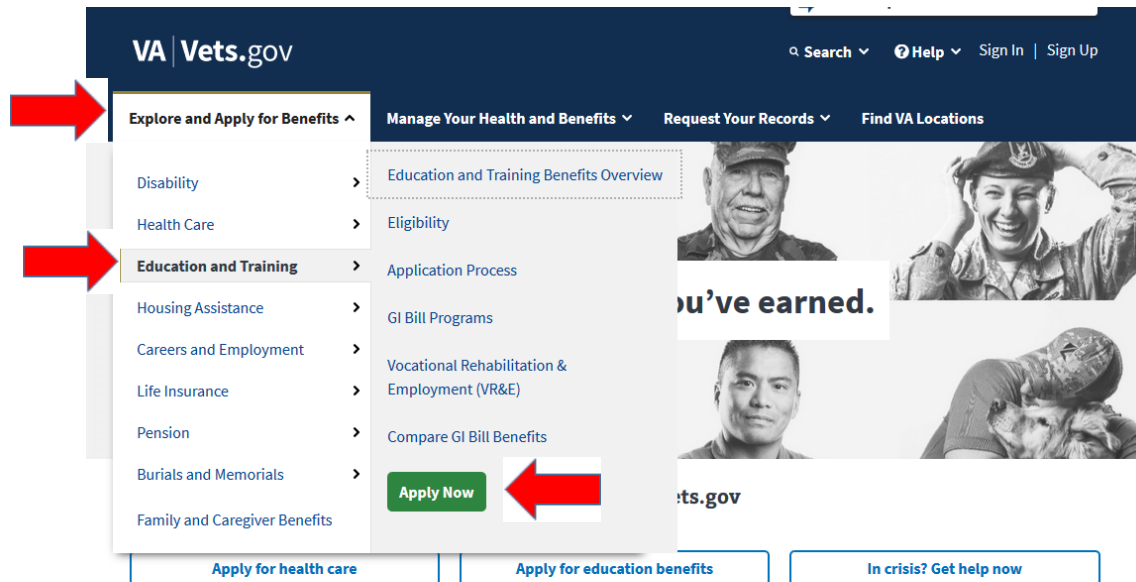 VA | Vets.gov
Search
Help
Sign In | Sign Up
Explore and Apply for Benefits
Manage Your Health and Benefits
Request Your Records
Find VA Locations
Disability
Health Care
Education and Training
Housing Assistance
Careers and Employment
Life Insurance
Pension
Burials and Memorials
Family and Caregiver Benefits
Education and Training Benefits Overview
Eligibility
Application Process
GI Bill Programs
Vocational Rehabilitation &
Employment (VR&E)
Compare GI Bill Benefits
Apply Now
ou've earned.
ets.gov
Apply for health care
Apply for education benefits
In crisis? Get help now